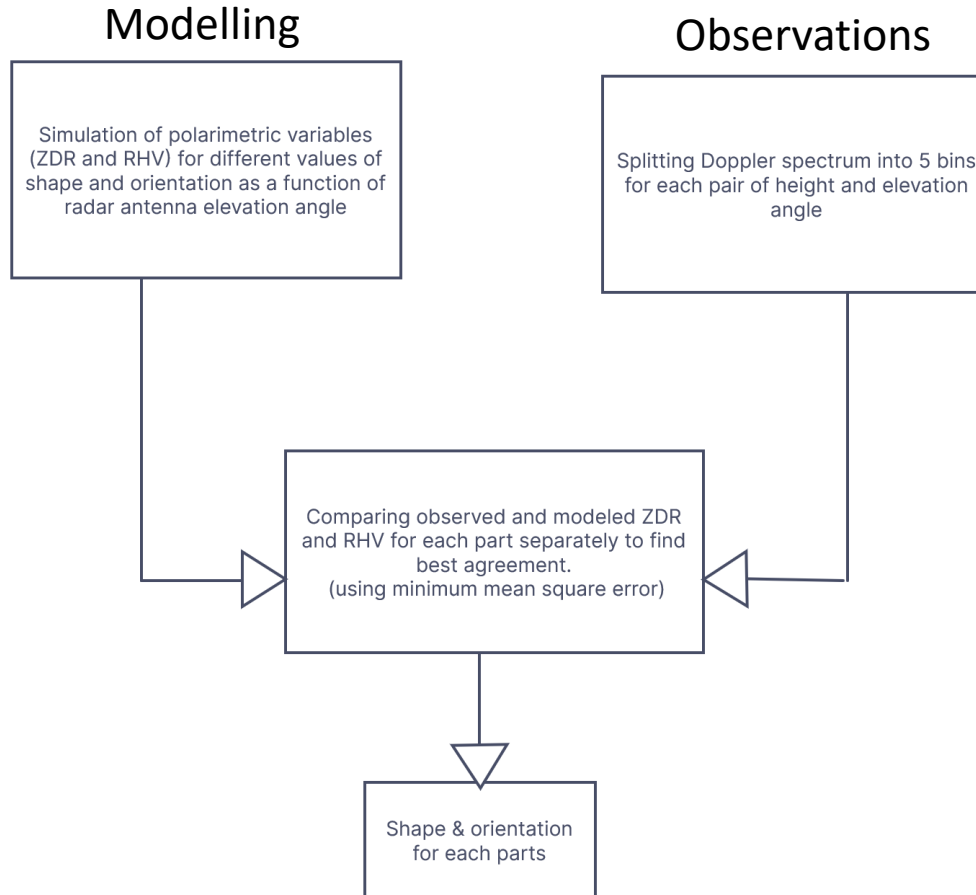 Modelling
Observations
Simulation of polarimetric variables
(ZDR and RHV) for different values of
shape and orientation as a function of
radar antenna elevation angle
Splitting Doppler spectrum into 5 bins
for each pair of height and elevation
angle
Comparing observed and modeled ZDR
and RHV for each part separately to find
best agreement.
(using minimum mean square error)
Shape & orientation
for each parts